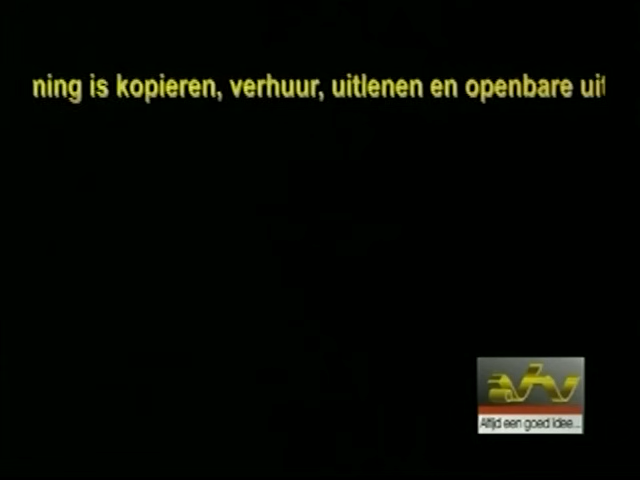 ning is kopieren, verhuur, uitlenen en openbare uit
Altijd een goed idee...